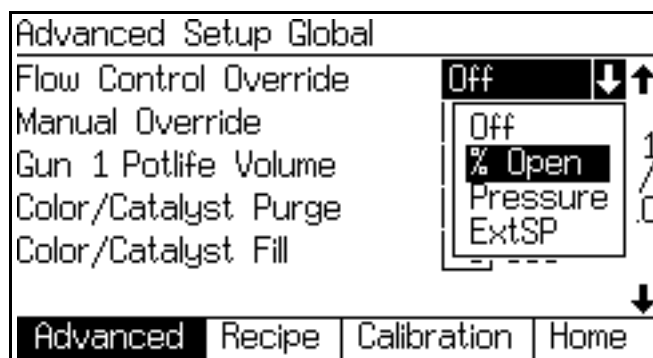 Advanced Setup Global
Flow Control Override Off
Manual Override
Gun 1 Potlife Volume
Color/Catalyst Purge
Color/Catalyst Fill
Off
% Open
Pressure
ExtSP
Advanced Recipe Calibration Home